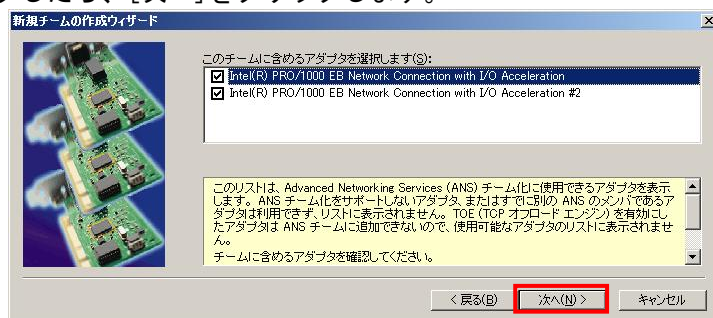 新規チームの作成ウィザード
このチームに含めるアダプタを選択します(S):
Intel(R) PRO/1000 EB Network Connection with I/O Acceleration
Intel(R) PRO/1000 EB Network Connection with I/O Acceleration #2
このリストは、Advanced Networking Services (ANS) チーム化に使用できるアダプタを表示
します。ANS チーム化をサポートしないアダプタ、またはすでに別の ANS のメンバであるア
ダプタは利用できず、リストに表示されません。TOE (TCP オフロード エンジン) を有効にし
たアダプタは ANS チームに追加できないので、使用可能なアダプタのリストに表示されませ
ん。
チームに含めるアダプタを確認してください。
< 戻る(B)
次へ(N) >
キャンセル